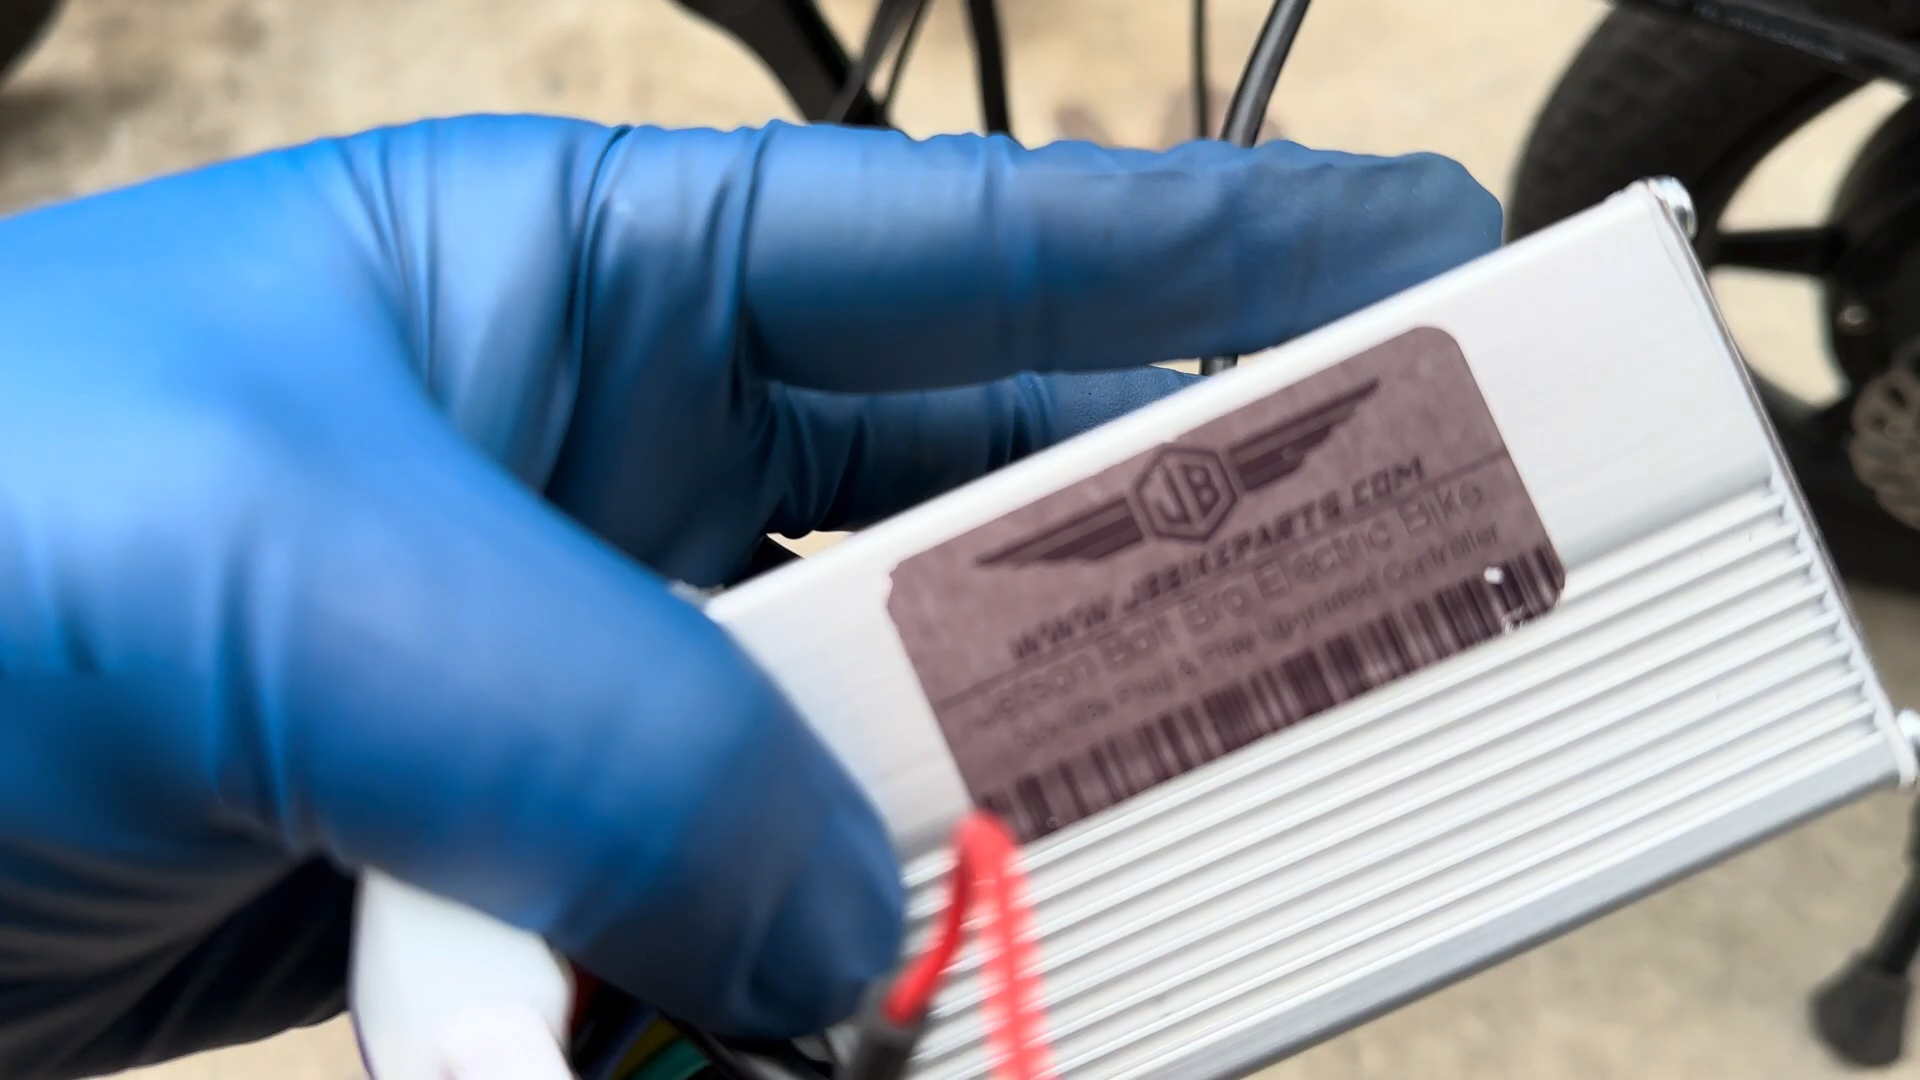 JB
WWW.JBBIKEPARTS.COM
Jetson Bolt Pro Electric Bike
Plug & Play Upgraded Controller